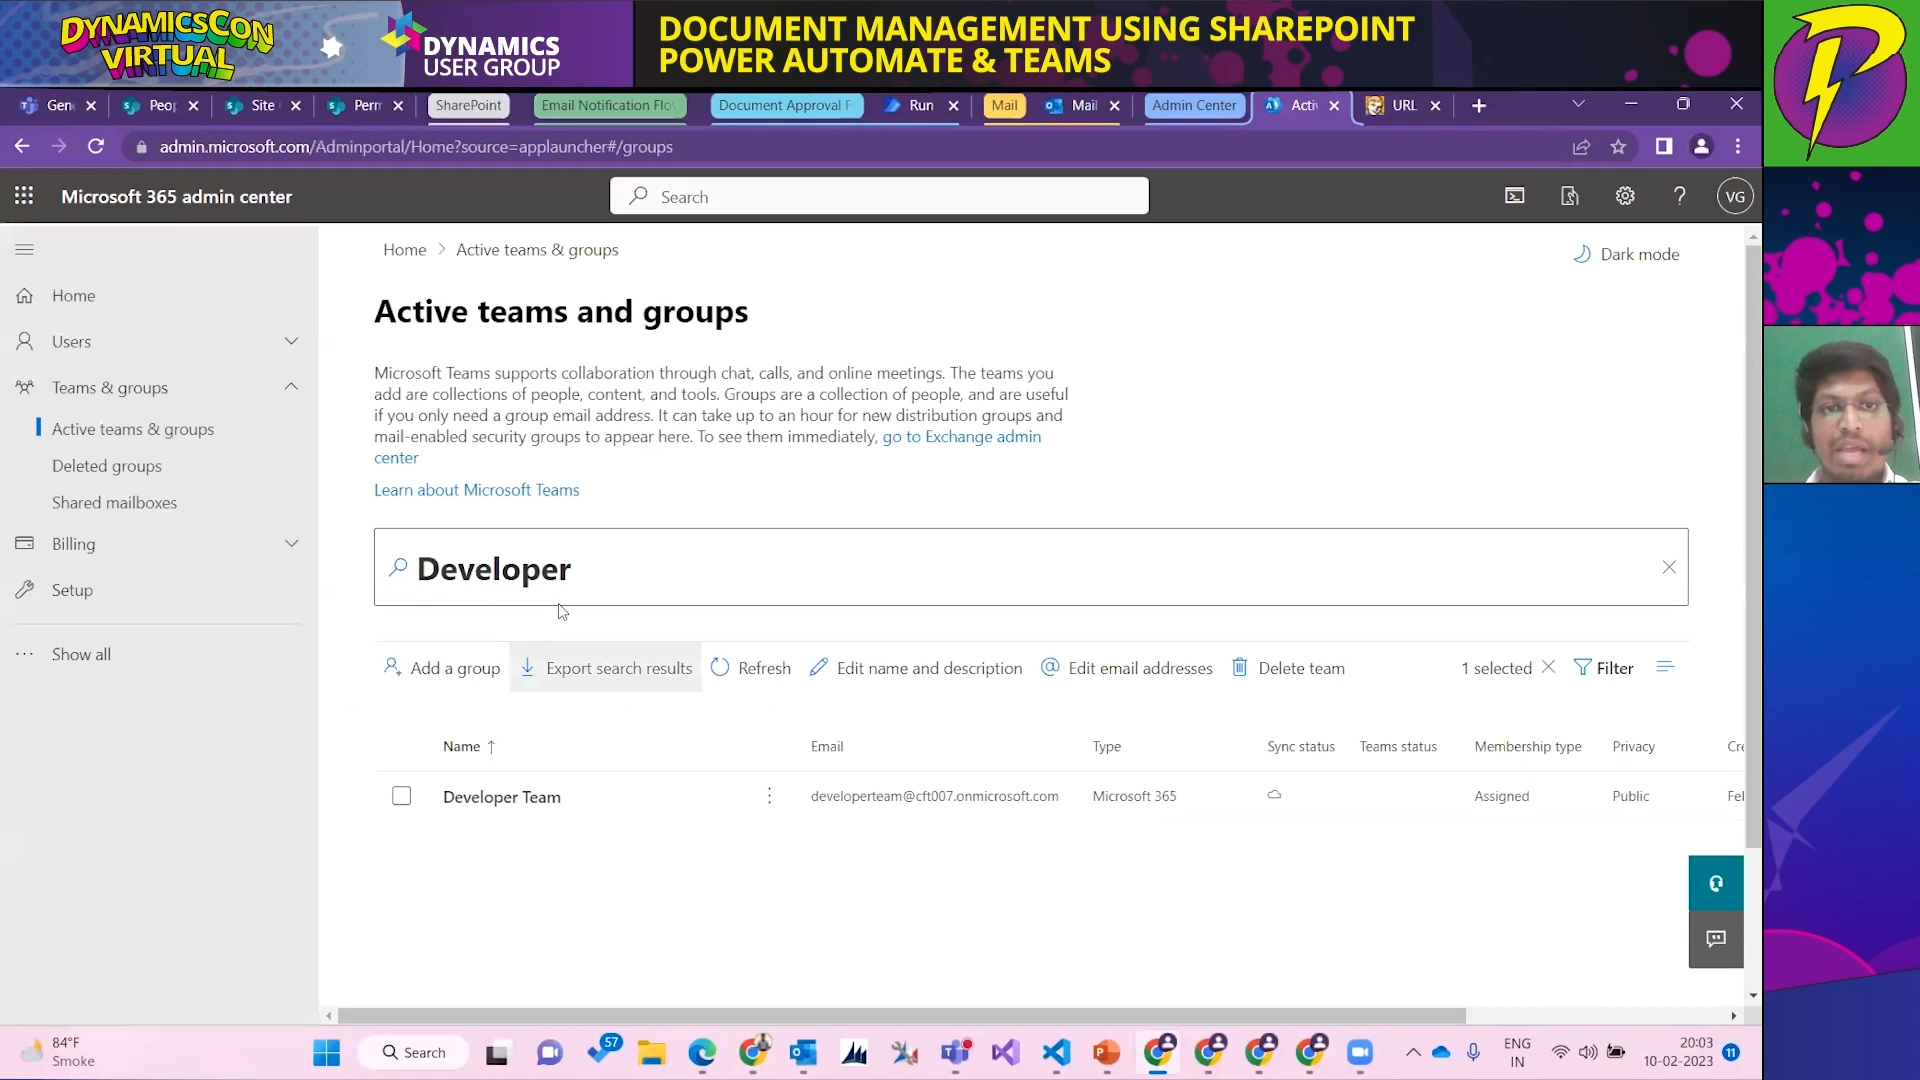 DYNAMICSCON
VIRTUAL
DYNAMICS
USER GROUP
DOCUMENT MANAGEMENT USING SHAREPOINT
POWER AUTOMATE & TEAMS
Gen
Peop
Site
Perm
SharePoint
Email Notification Flo
Document Approval F
Run
Mail
Mail
Admin Center
Activ
URL
admin.microsoft.com/Adminportal/Home?source=applauncher#/groups
Microsoft 365 admin center
Search
VG
Home
Users
Teams & groups
Active teams & groups
Deleted groups
Shared mailboxes
Billing
Setup
Show all
Home > Active teams & groups
Dark mode
Active teams and groups
Microsoft Teams supports collaboration through chat, calls, and online meetings. The teams you
add are collections of people, content, and tools. Groups are a collection of people, and are useful
if you only need a group email address. It can take up to an hour for new distribution groups and
mail-enabled security groups to appear here. To see them immediately, go to Exchange admin
center
Learn about Microsoft Teams
Developer
Add a group Export search results Refresh Edit name and description Edit email addresses Delete team 1 selected Filter
Name ↑ Email Type Sync status Teams status Membership type Privacy Cre
Developer Team developerteam@cft007.onmicrosoft.com Microsoft 365 Assigned Public Fel
84°F
Smoke
Search
57
ENG
IN
20:03
10-02-2023
11